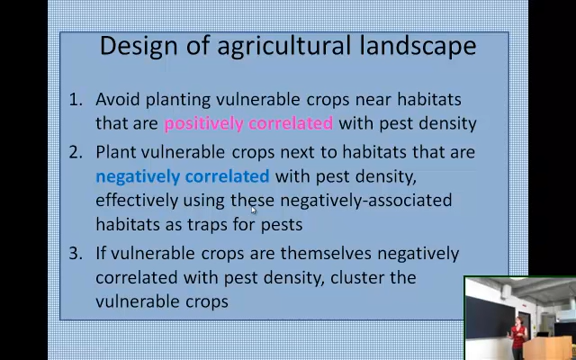 Design of agricultural landscape
1. Avoid planting vulnerable crops near habitats
that are positively correlated with pest density
2. Plant vulnerable crops next to habitats that are
negatively correlated with pest density,
effectively using these negatively-associated
habitats as traps for pests
3. If vulnerable crops are themselves negatively
correlated with pest density, cluster the
vulnerable crops